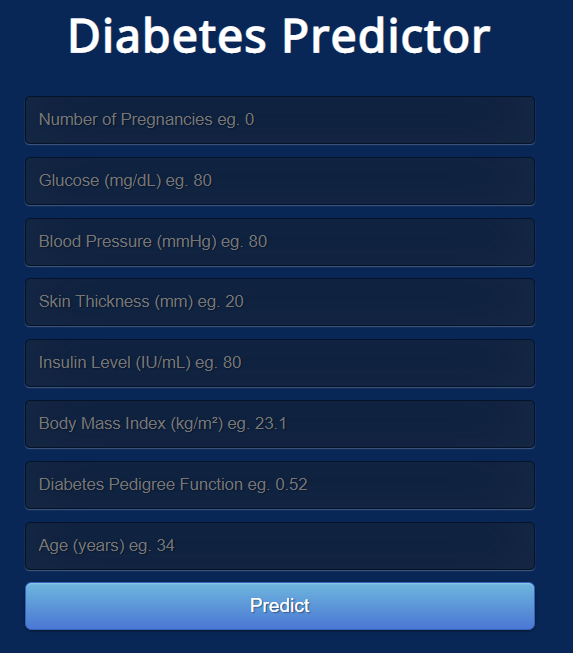 Diabetes Predictor
Number of Pregnancies eg. 0
Glucose (mg/dL) eg. 80
Blood Pressure (mmHg) eg. 80
Skin Thickness (mm) eg. 20
Insulin Level (IU/mL) eg. 80
Body Mass Index (kg/m²) eg. 23.1
Diabetes Pedigree Function eg. 0.52
Age (years) eg. 34
Predict